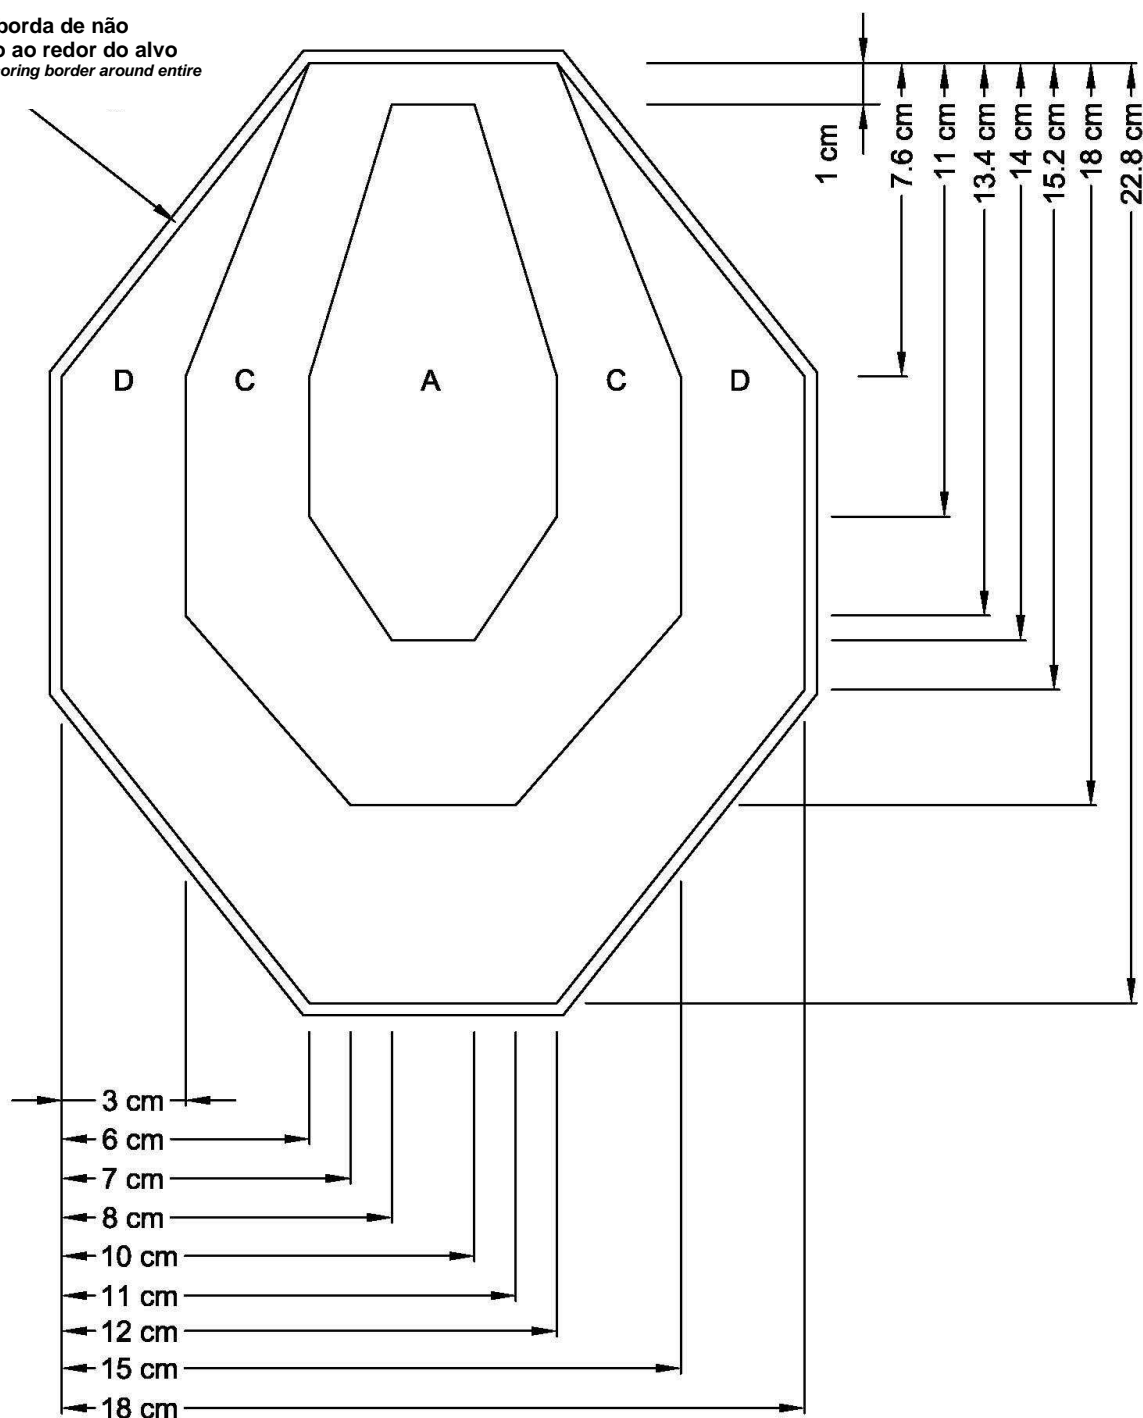 borda de não
ao redor do alvo
border around entire
1 cm
7.6 cm
11 cm
13.4 cm
14 cm
15.2 cm
18 cm
22.8 cm
D
C
A
C
D
3 cm
6 cm
7 cm
8 cm
10 cm
11 cm
12 cm
15 cm
18 cm